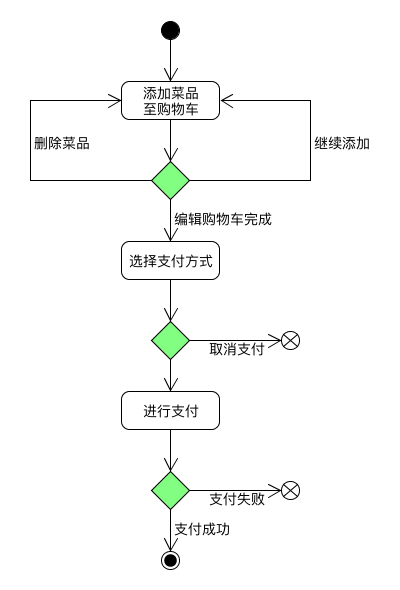 添加菜品
至购物车
删除菜品
继续添加
编辑购物车完成
选择支付方式
取消支付
进行支付
支付失败
支付成功